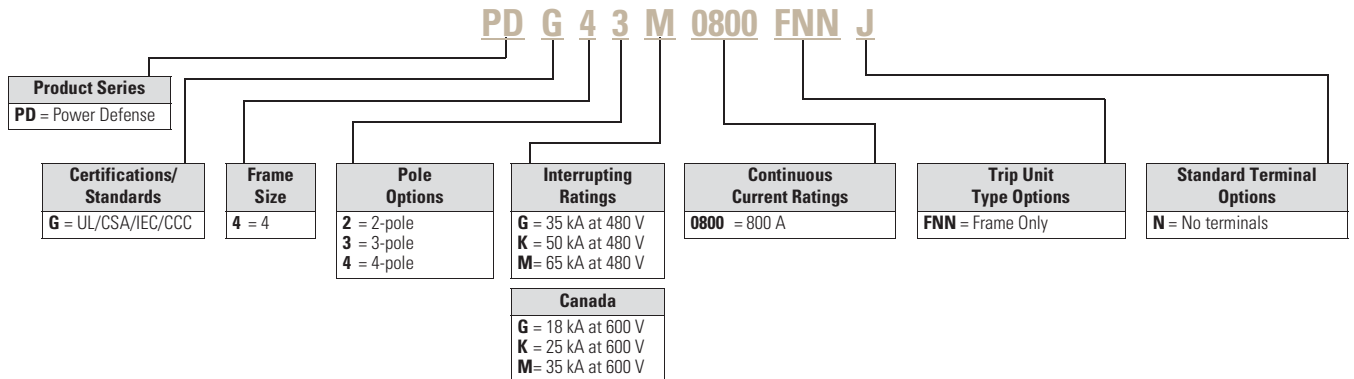 PD G 4 3 M 0800 FNN J
Product Series
PD = Power Defense
Certifications/
Standards
G = UL/CSA/IEC/CCC
Frame
Size
4 = 4
Pole
Options
2 = 2-pole
3 = 3-pole
4 = 4-pole
Interrupting
Ratings
G = 35 kA at 480 V
K = 50 kA at 480 V
M= 65 kA at 480 V
Canada
G = 18 kA at 600 V
K = 25 kA at 600 V
M= 35 kA at 600 V
Continuous
Current Ratings
0800 = 800 A
Trip Unit
Type Options
FNN = Frame Only
Standard Terminal
Options
N = No terminals